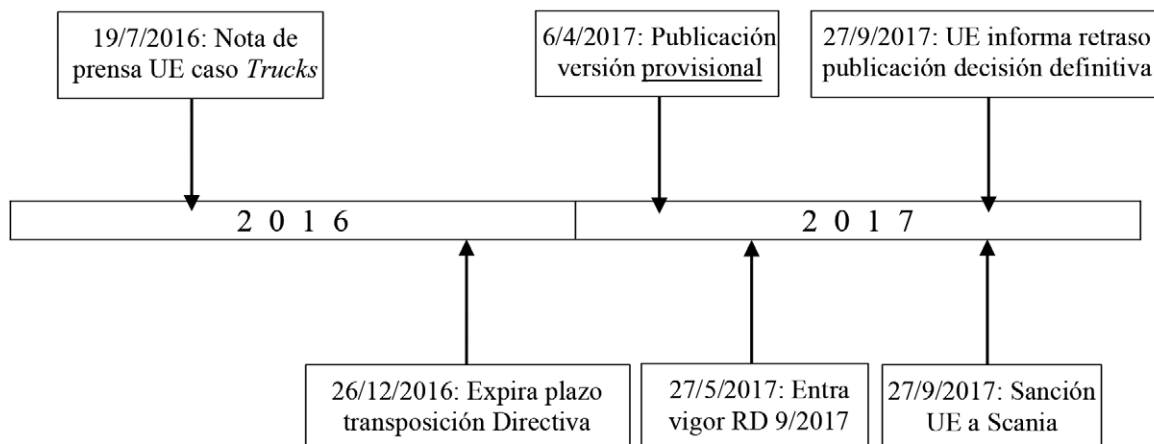 19/7/2016: Nota de
prensa UE caso Trucks
6/4/2017: Publicación
versión provisional
27/9/2017: UE informa retraso
publicación decisión definitiva
2 0 1 6
2 0 1 7
26/12/2016: Expira plazo
transposición Directiva
27/5/2017: Entra
vigor RD 9/2017
27/9/2017: Sanción
UE a Scania